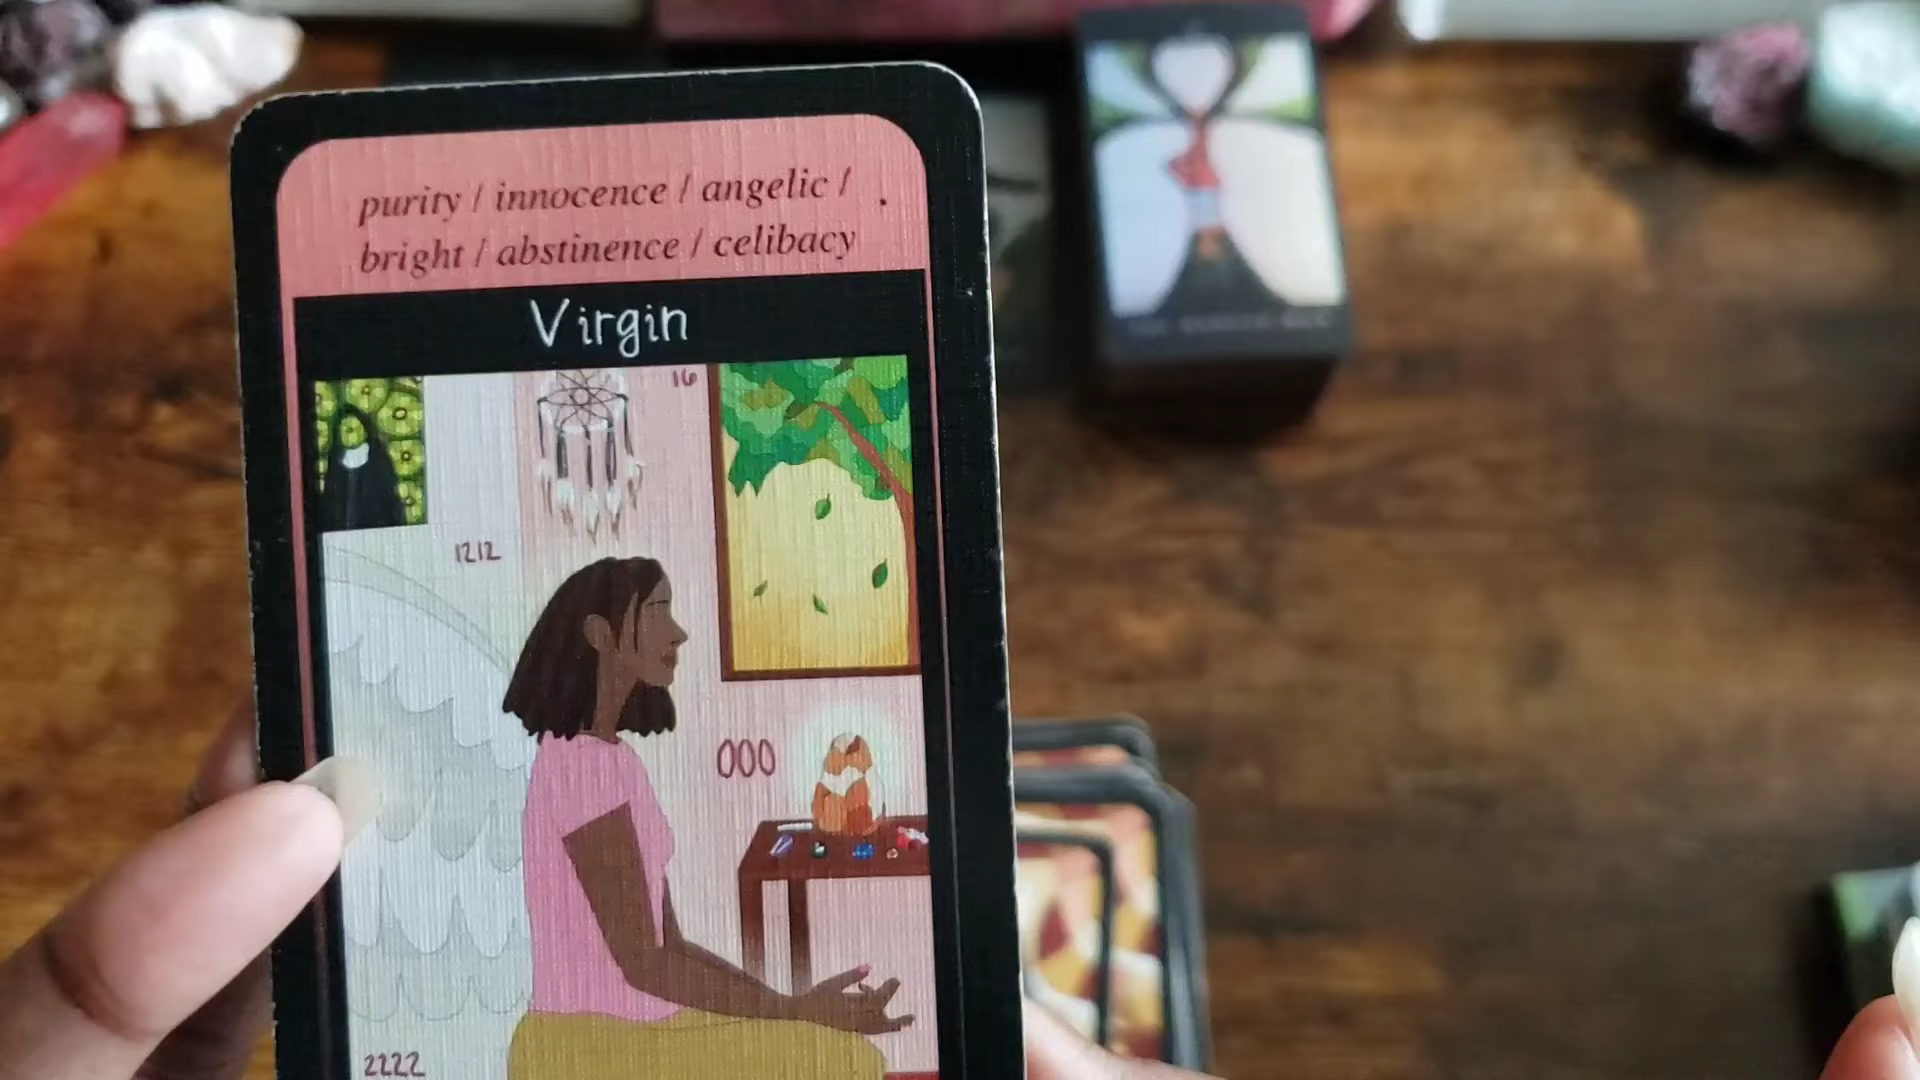 purity / innocence / angelic /
bright / abstinence / celibacy
Virgin
16
1212
000
2222